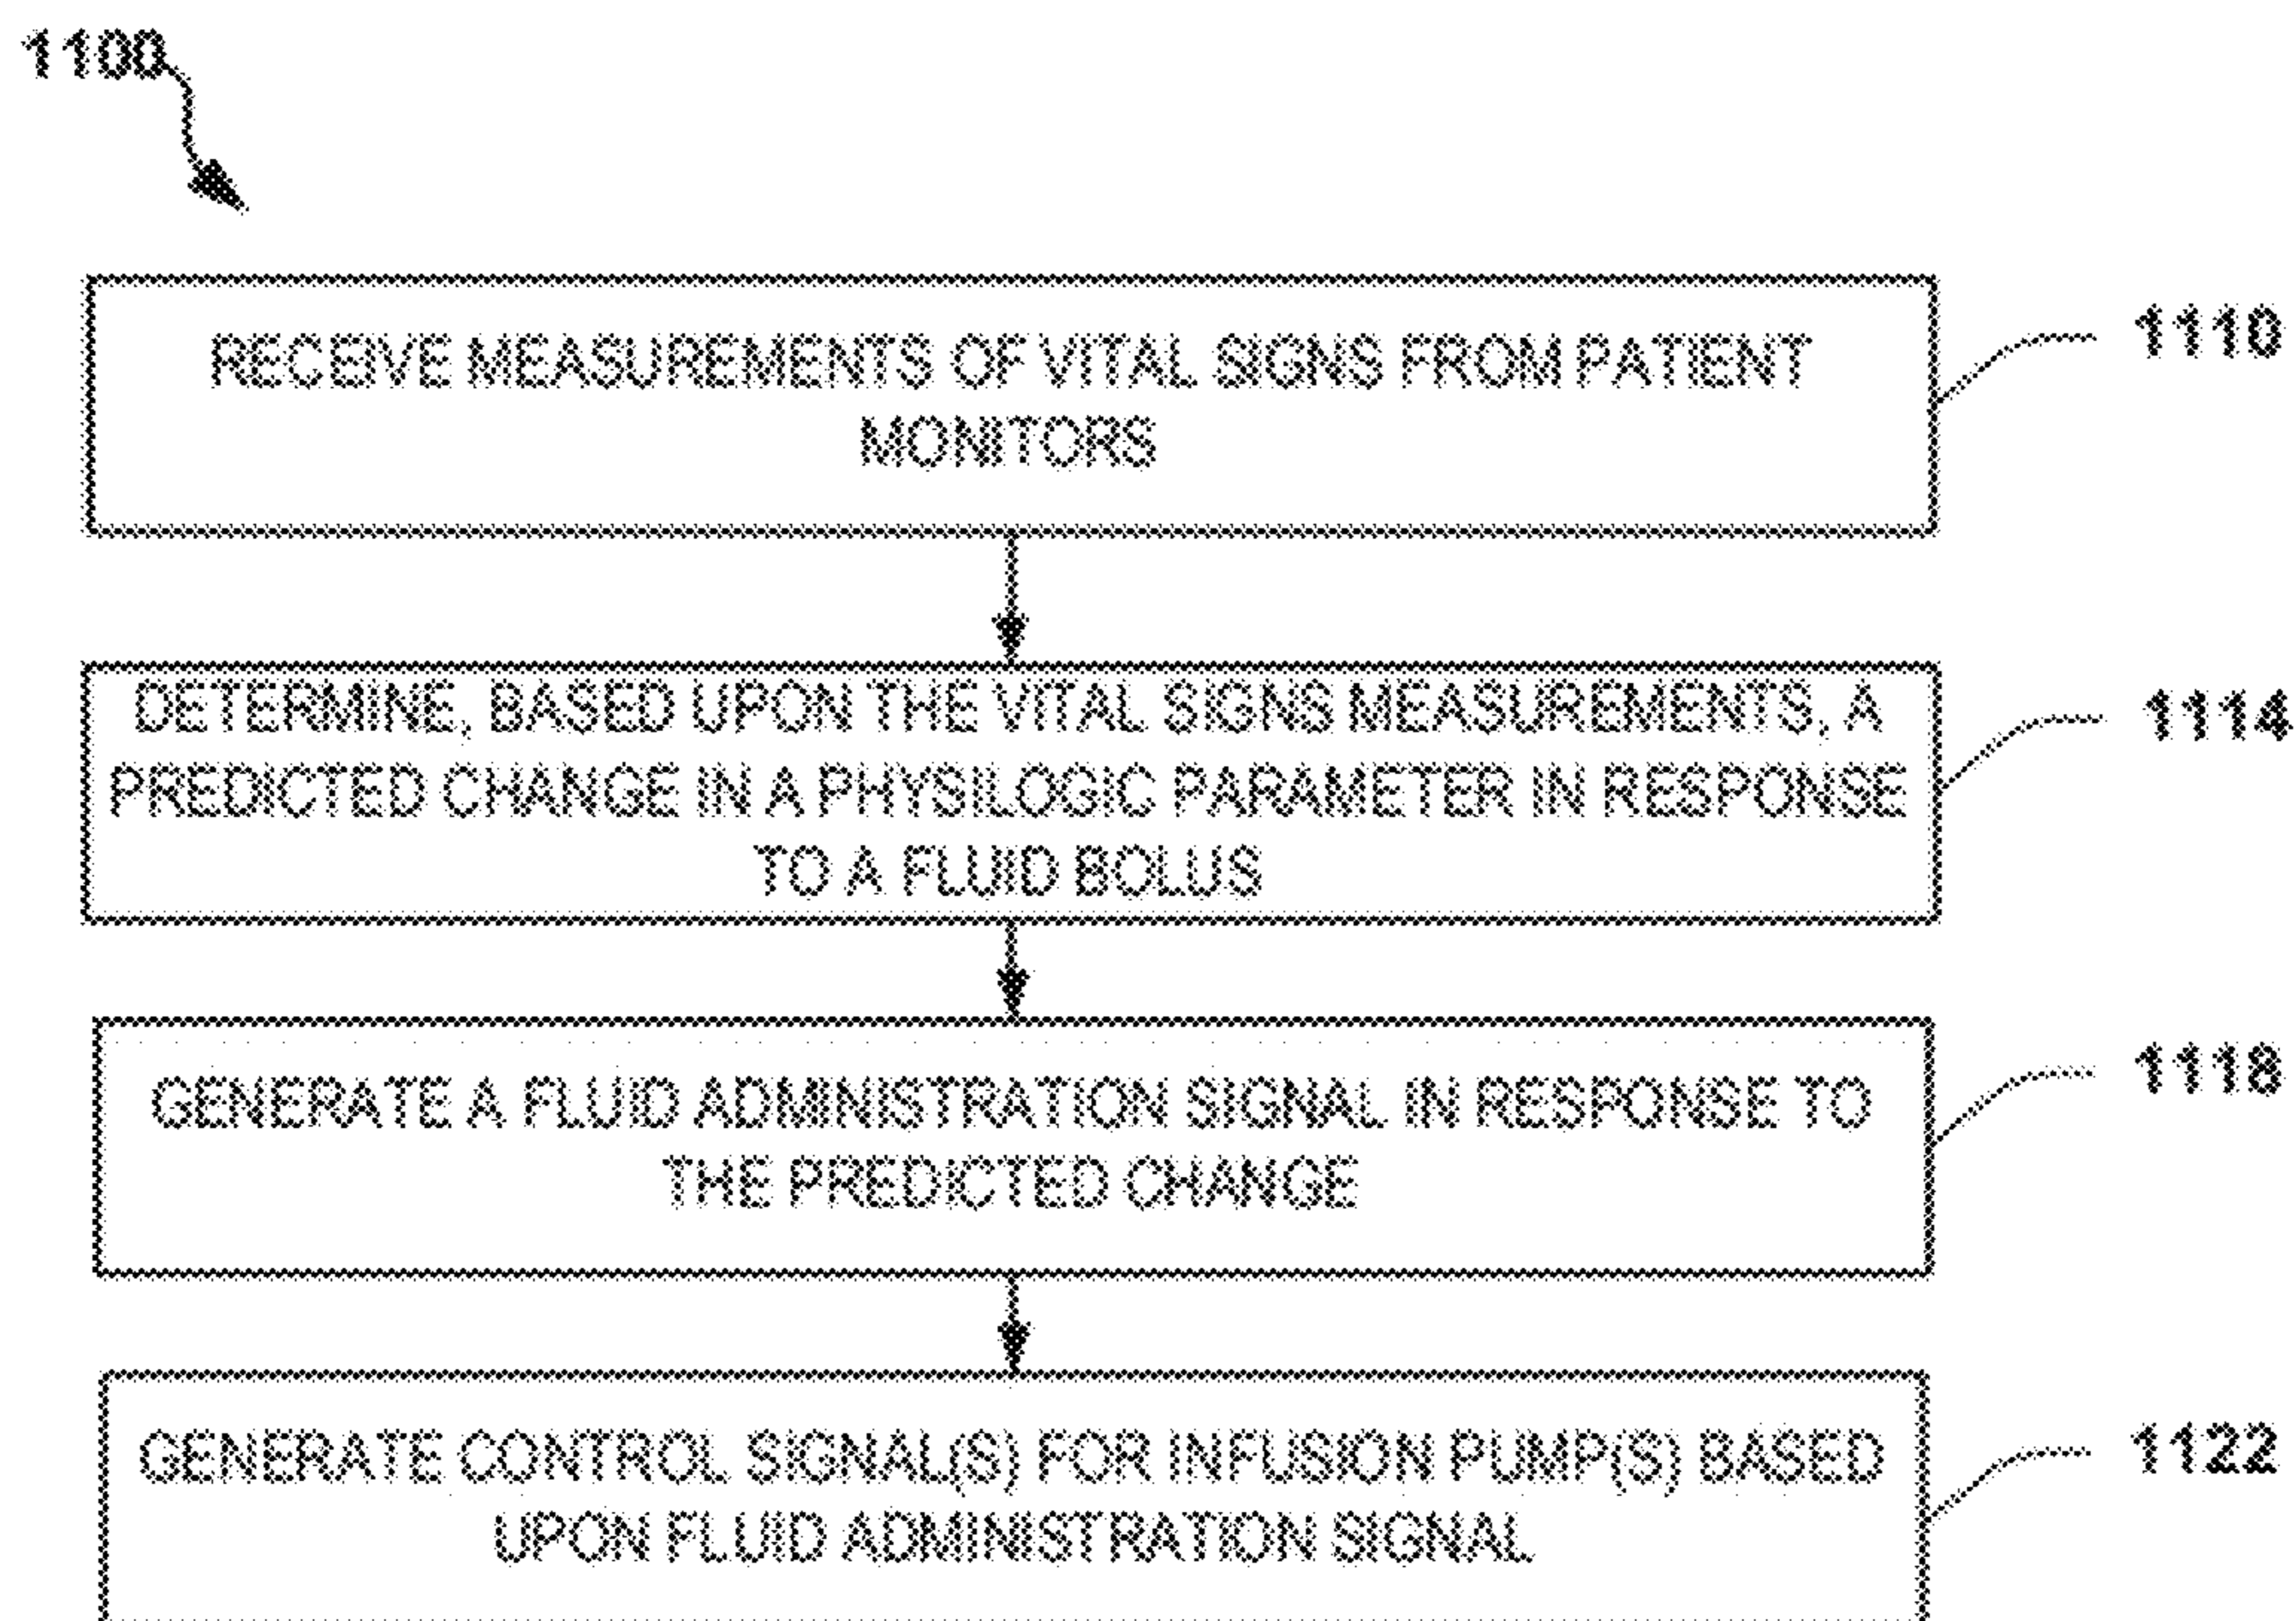 1100
RECEIVE MEASUREMENTS OF VITAL SIGNS FROM PATIENT
MONITORS
1110
DETERMINE, BASED UPON THE VITAL SIGNS MEASUREMENTS, A
PREDICTED CHANGE IN A PHYSILOGIC PARAMETER IN RESPONSE
TO A FLUID BOLUS
1114
GENERATE A FLUID ADMINISTRATION SIGNAL IN RESPONSE TO
THE PREDICTED CHANGE
1118
GENERATE CONTROL SIGNAL(S) FOR INFUSION PUMP(S) BASED
UPON FLUID ADMINISTRATION SIGNAL
1122